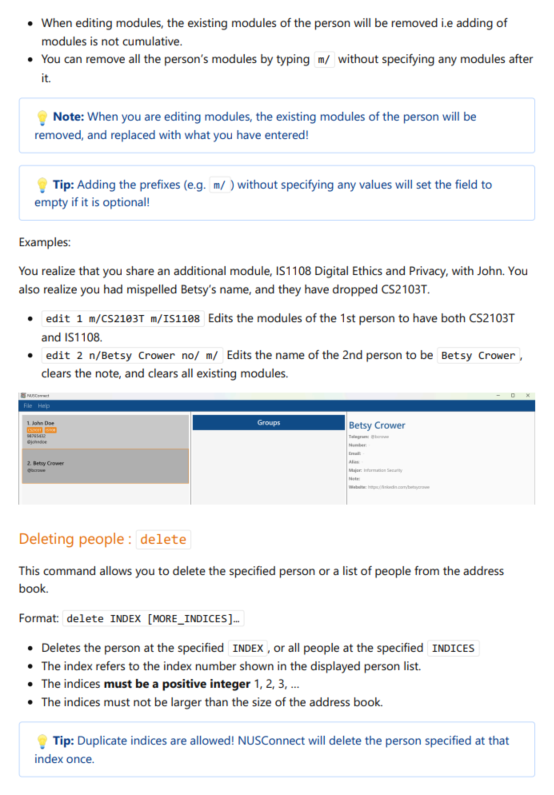 When editing modules, the existing modules of the person will be removed i.e adding of
modules is not cumulative.
You can remove all the person's modules by typing m/ without specifying any modules after
it.
Note: When you are editing modules, the existing modules of the person will be
removed, and replaced with what you have entered!
Tip: Adding the prefixes (e.g. m/ ) without specifying any values will set the field to
empty if it is optional!
Examples:
You realize that you share an additional module, IS1108 Digital Ethics and Privacy, with John. You
also realize you had mispelled Betsy's name, and they have dropped CS2103T.
edit 1 m/CS2103T m/IS1108 Edits the modules of the 1st person to have both CS2103T
and IS1108.
edit 2 n/Betsy Crower no/ m/ Edits the name of the 2nd person to be Betsy Crower ,
clears the note, and clears all existing modules.
NUSConnect
File Help
1. John Doe
98765432
@johndoe
2. Betsy Crower
Groups
Betsy Crower
Telegram:
Number:
Email:
Alias:
Major: Information Security
Note:
Website: https://linkedin.com/betsycrower
Deleting people : delete
This command allows you to delete the specified person or a list of people from the address
book.
Format: delete INDEX [MORE_INDICES]…
Deletes the person at the specified INDEX , or all people at the specified INDICES
The index refers to the index number shown in the displayed person list.
The indices must be a positive integer 1, 2, 3, …
The indices must not be larger than the size of the address book.
Tip: Duplicate indices are allowed! NUSConnect will delete the person specified at that
index once.